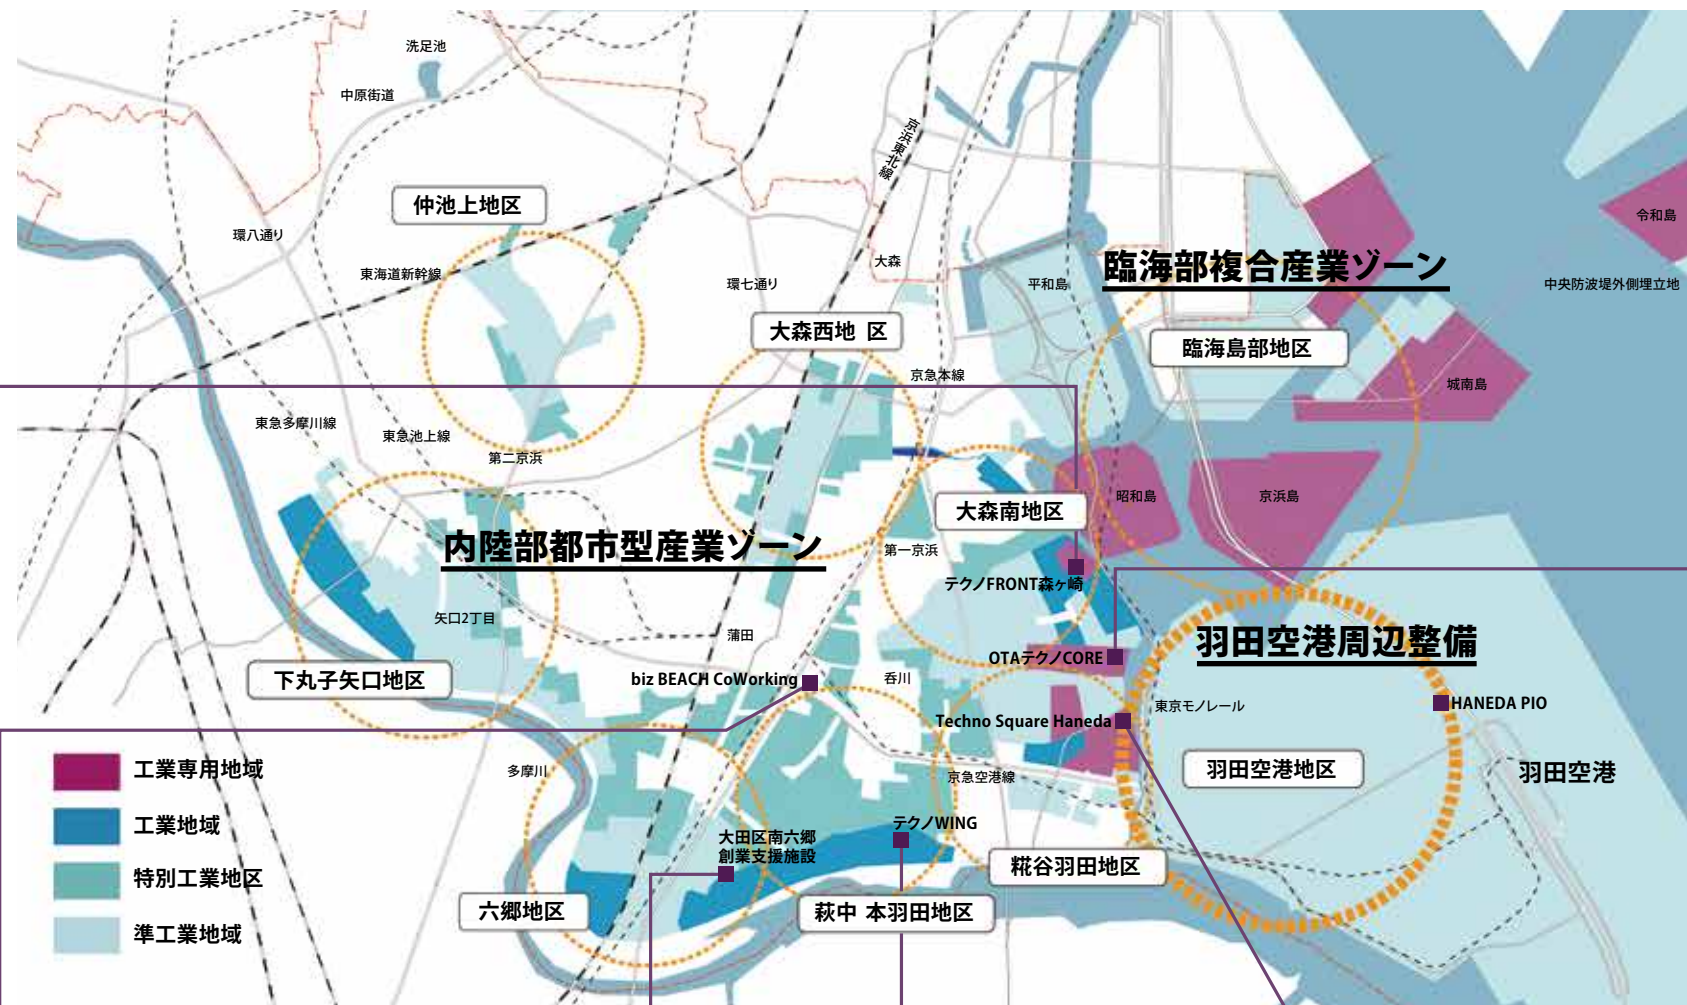 洗足池
中原街道
京浜東北線
仲池上地区
環八通り
東海道新幹線
環七通り
大森
平和島
臨海部複合産業ゾーン
令和島
中央防波堤外側埋立地
大森西地 区
臨海島部地区
京急本線
城南島
東急多摩川線
東急池上線
第二京浜
昭和島
京浜島
大森南地区
内陸部都市型産業ゾーン
第一京浜
テクノFRONT森ヶ崎
矢口2丁目
蒲田
羽田空港周辺整備
OTAテクノCORE
下丸子矢口地区
biz BEACH CoWorking
呑川
東京モノレール
HANEDA PIO
Techno Square Haneda
工業専用地域
多摩川
京急空港線
羽田空港地区
羽田空港
工業地域
大田区南六郷
創業支援施設
テクノWING
糀谷羽田地区
特別工業地区
六郷地区
萩中 本羽田地区
準工業地域